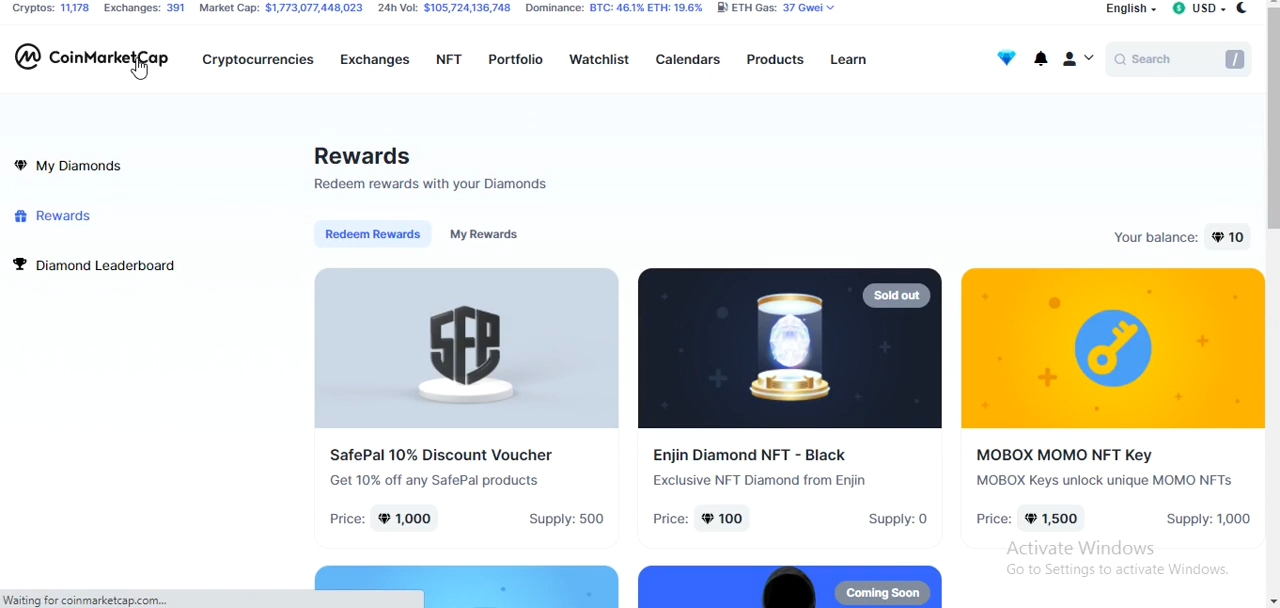 Cryptos: 11,178 Exchanges: 391 Market Cap: $1,773,077,448,023 24h Vol: $105,724,136,748 Dominance: BTC: 46.1% ETH: 19.6% ETH Gas: 37 Gwei English USD
CoinMarketCap Cryptocurrencies Exchanges NFT Portfolio Watchlist Calendars Products Learn Search /
My Diamonds
Rewards
Diamond Leaderboard
Rewards
Redeem rewards with your Diamonds
Redeem Rewards My Rewards Your balance: 10
SFP
SafePal 10% Discount Voucher
Get 10% off any SafePal products
Price: 1,000 Supply: 500
Sold out
Enjin Diamond NFT - Black
Exclusive NFT Diamond from Enjin
Price: 100 Supply: 0
MOBOX MOMO NFT Key
MOBOX Keys unlock unique MOMO NFTs
Price: 1,500 Supply: 1,000
Coming Soon
Activate Windows
Go to Settings to activate Windows.
Waiting for coinmarketcap.com...